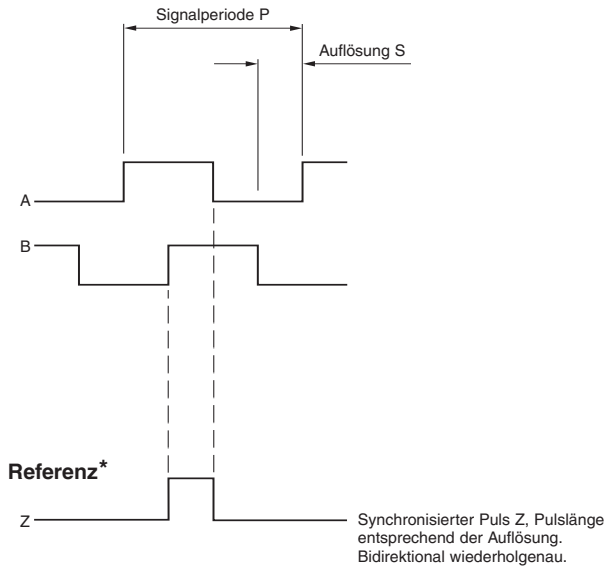 Signalperiode P
Auflösung S
A
B
Referenz*
Z
Synchronisierter Puls Z, Pulslänge
entsprechend der Auflösung.
Bidirektional wiederholgenau.